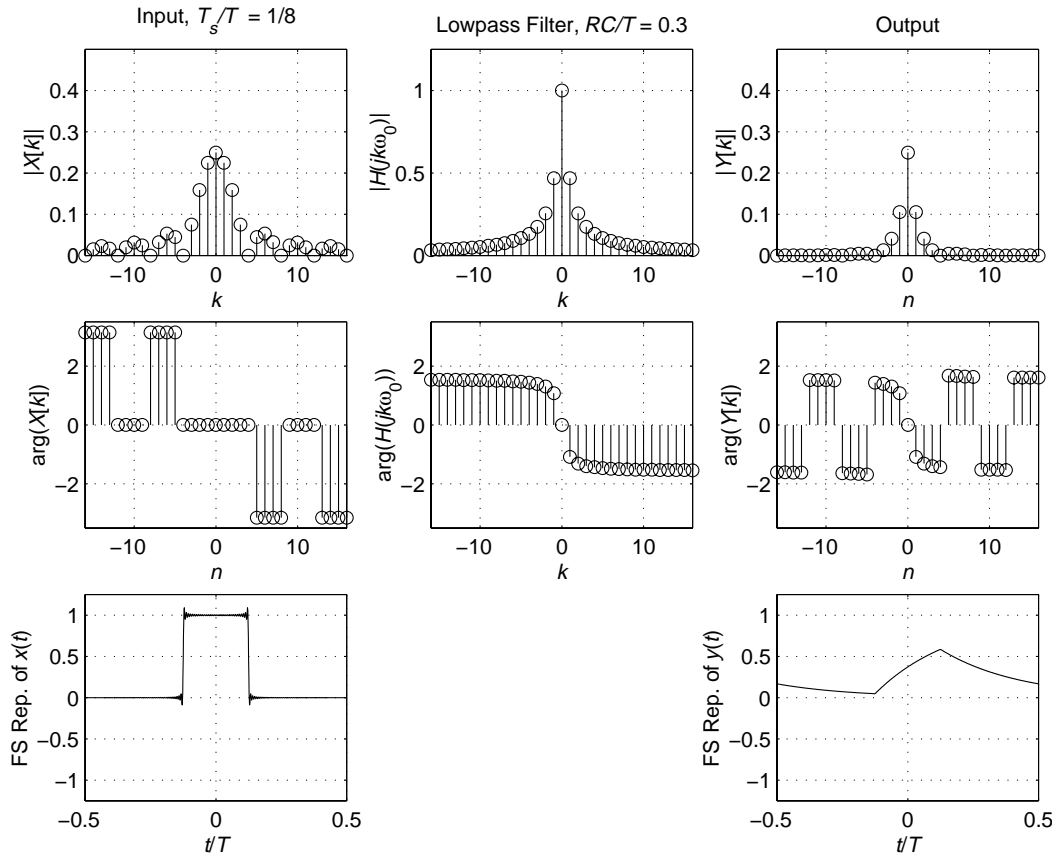 Input, T_s/T = 1/8
Lowpass Filter, RC/T = 0.3
Output
|X[k]|
0.4
0.3
0.2
0.1
0
−10 0 10
k
|H(jkω₀)|
1
0.5
0
−10 0 10
k
|Y[k]|
0.4
0.3
0.2
0.1
0
−10 0 10
n
arg(X[k])
2
0
−2
−10 0 10
n
arg(H(jkω₀))
2
0
−2
−10 0 10
k
arg(Y[k])
2
0
−2
−10 0 10
n
FS Rep. of x(t)
1
0.5
0
−0.5
−1
−0.5 0 0.5
t/T
FS Rep. of y(t)
1
0.5
0
−0.5
−1
−0.5 0 0.5
t/T